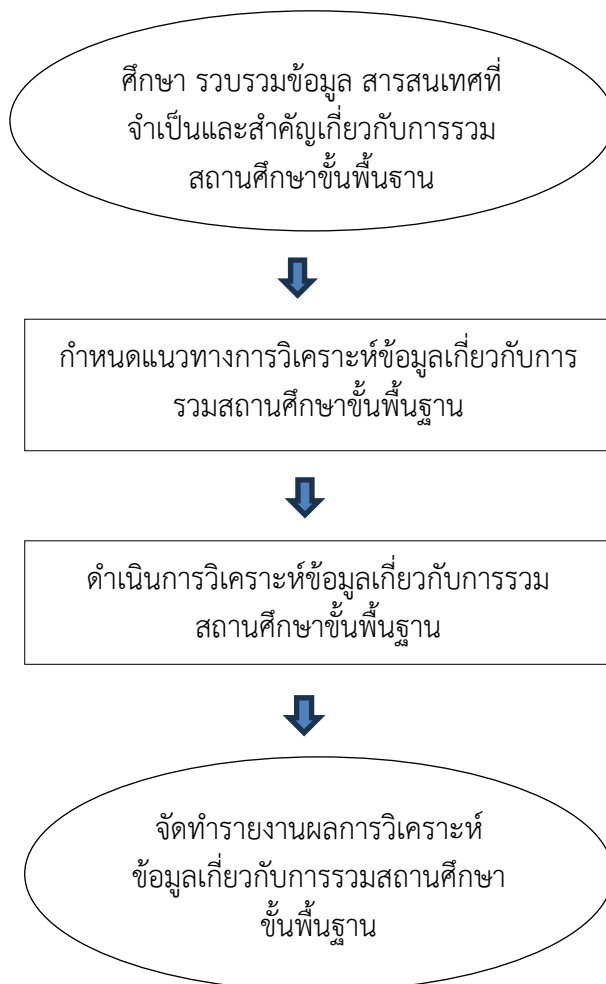 ศึกษา รวบรวมข้อมูล สารสนเทศที่
จำเป็นและสำคัญเกี่ยวกับการรวม
สถานศึกษาขั้นพื้นฐาน
กำหนดแนวทางการวิเคราะห์ข้อมูลเกี่ยวกับการ
รวมสถานศึกษาขั้นพื้นฐาน
ดำเนินการวิเคราะห์ข้อมูลเกี่ยวกับการรวม
สถานศึกษาขั้นพื้นฐาน
จัดทำรายงานผลการวิเคราะห์
ข้อมูลเกี่ยวกับการรวมสถานศึกษา
ขั้นพื้นฐาน